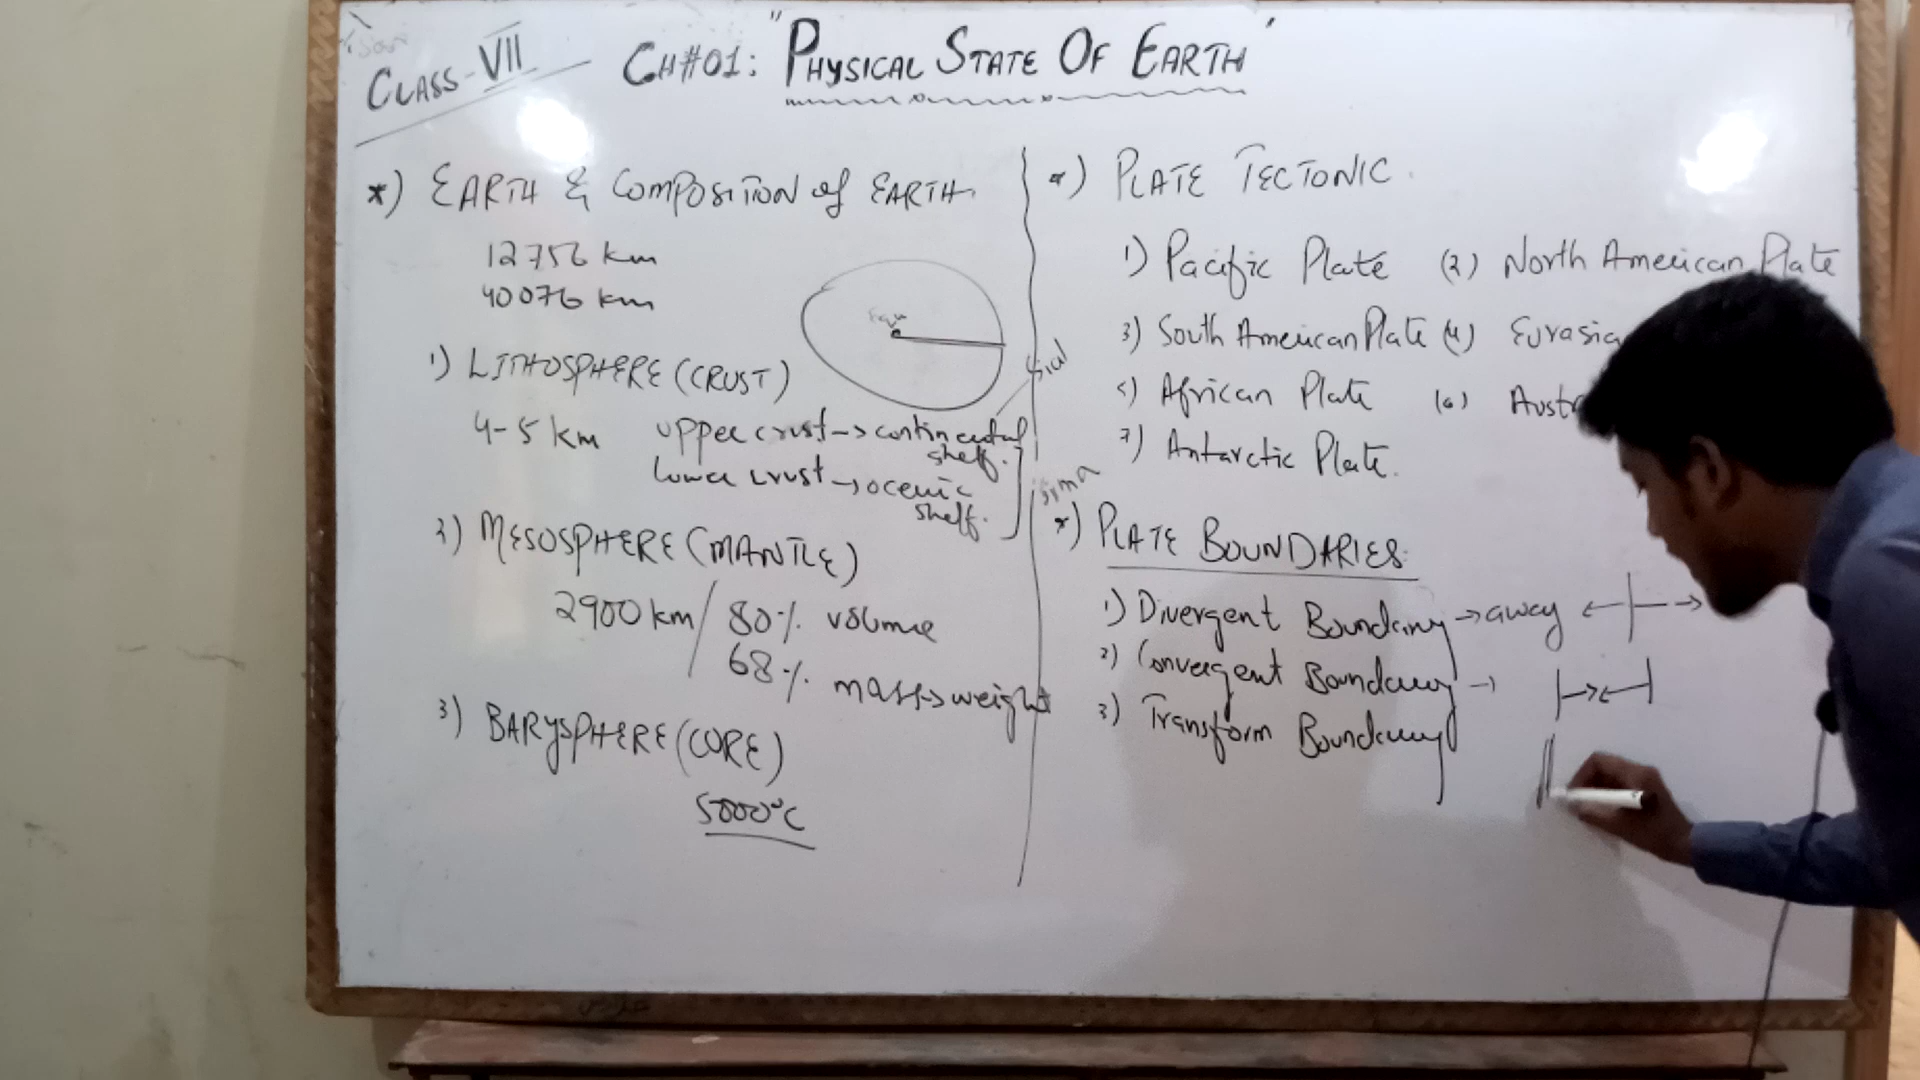 CLASS-VII
CH#01: "PHYSICAL STATE OF EARTH"
*) EARTH & COMPOSITION of EARTH.
12756 km
40076 km
1) LITHOSPHERE (CRUST)
4-5 km
upper crust -> continental shelf.
Sial
lower crust -> ocenic shelf.
Sima
2) MESOSPHERE (MANTLE)
2900 km / 80% volume
68% mass -> weight
3) BARYSPHERE (CORE)
5000°C
*) PLATE TECTONIC.
1) Pacific Plate (2) North American Plate
3) South American Plate (4) Eurasia
5) African Plate (6) Austr
7) Antarctic Plate.
*) PLATE BOUNDARIES:
1) Divergent Boundary -> away
2) Convergent Boundary ->
3) Transform Boundary